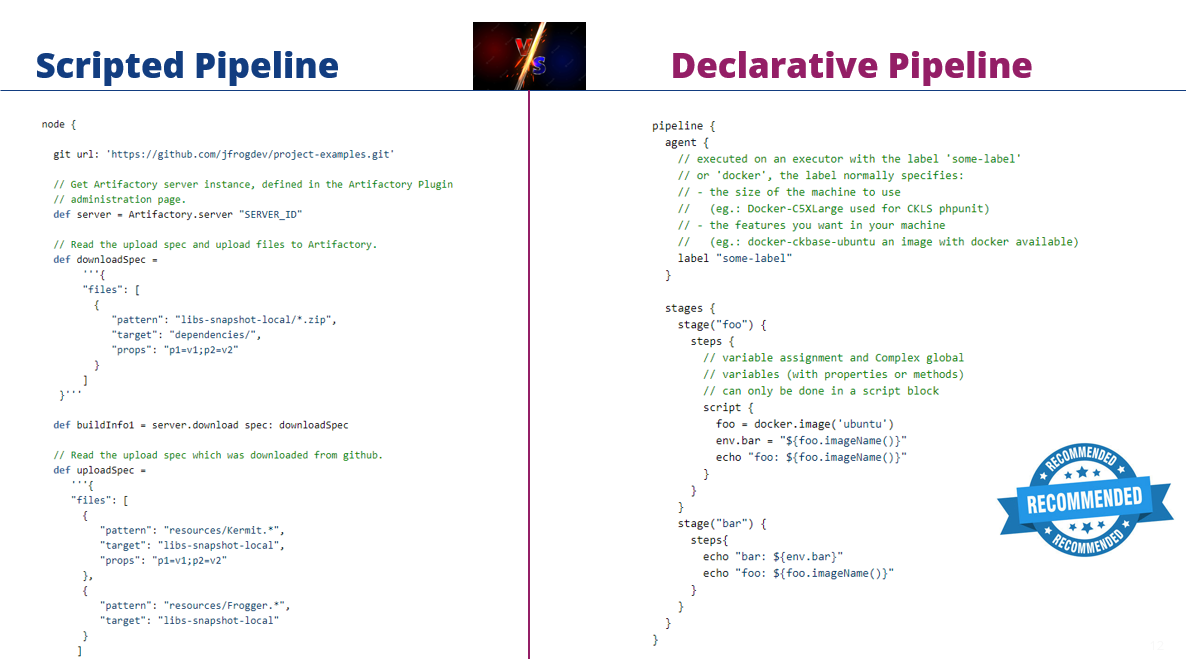 Scripted Pipeline
VS
Declarative Pipeline
node {
git url: 'https://github.com/jfrogdev/project-examples.git'
// Get Artifactory server instance, defined in the Artifactory Plugin
// administration page.
def server = Artifactory.server "SERVER_ID"
// Read the upload spec and upload files to Artifactory.
def downloadSpec =
'''{
"files": [
{
"pattern": "libs-snapshot-local/*.zip",
"target": "dependencies/",
"props": "p1=v1;p2=v2"
}
]
}'''
def buildInfo1 = server.download spec: downloadSpec
// Read the upload spec which was downloaded from github.
def uploadSpec =
'''{
"files": [
{
"pattern": "resources/Kermit.*",
"target": "libs-snapshot-local",
"props": "p1=v1;p2=v2"
},
{
"pattern": "resources/Frogger.*",
"target": "libs-snapshot-local"
}
]
pipeline {
agent {
// executed on an executor with the label 'some-label'
// or 'docker', the label normally specifies:
// - the size of the machine to use
//   (eg.: Docker-C5XLarge used for CKLS phpunit)
// - the features you want in your machine
//   (eg.: docker-ckbase-ubuntu an image with docker available)
label "some-label"
}
stages {
stage("foo") {
steps {
// variable assignment and Complex global
// variables (with properties or methods)
// can only be done in a script block
script {
foo = docker.image('ubuntu')
env.bar = "${foo.imageName()}"
echo "foo: ${foo.imageName()}"
}
}
}
stage("bar") {
steps{
echo "bar: ${env.bar}"
echo "foo: ${foo.imageName()}"
}
}
}
}
RECOMMENDED
RECOMMENDED
RECOMMENDED